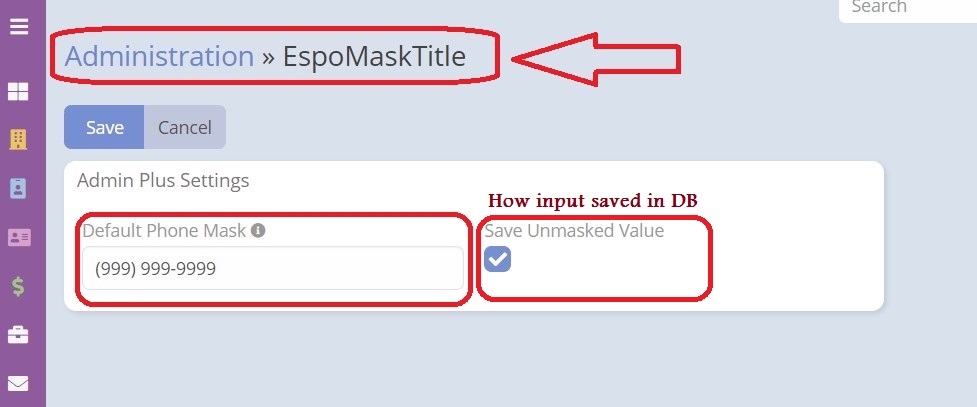 Search
Administration » EspoMaskTitle
Save Cancel
Admin Plus Settings
How input saved in DB
Default Phone Mask
Save Unmasked Value
(999) 999-9999